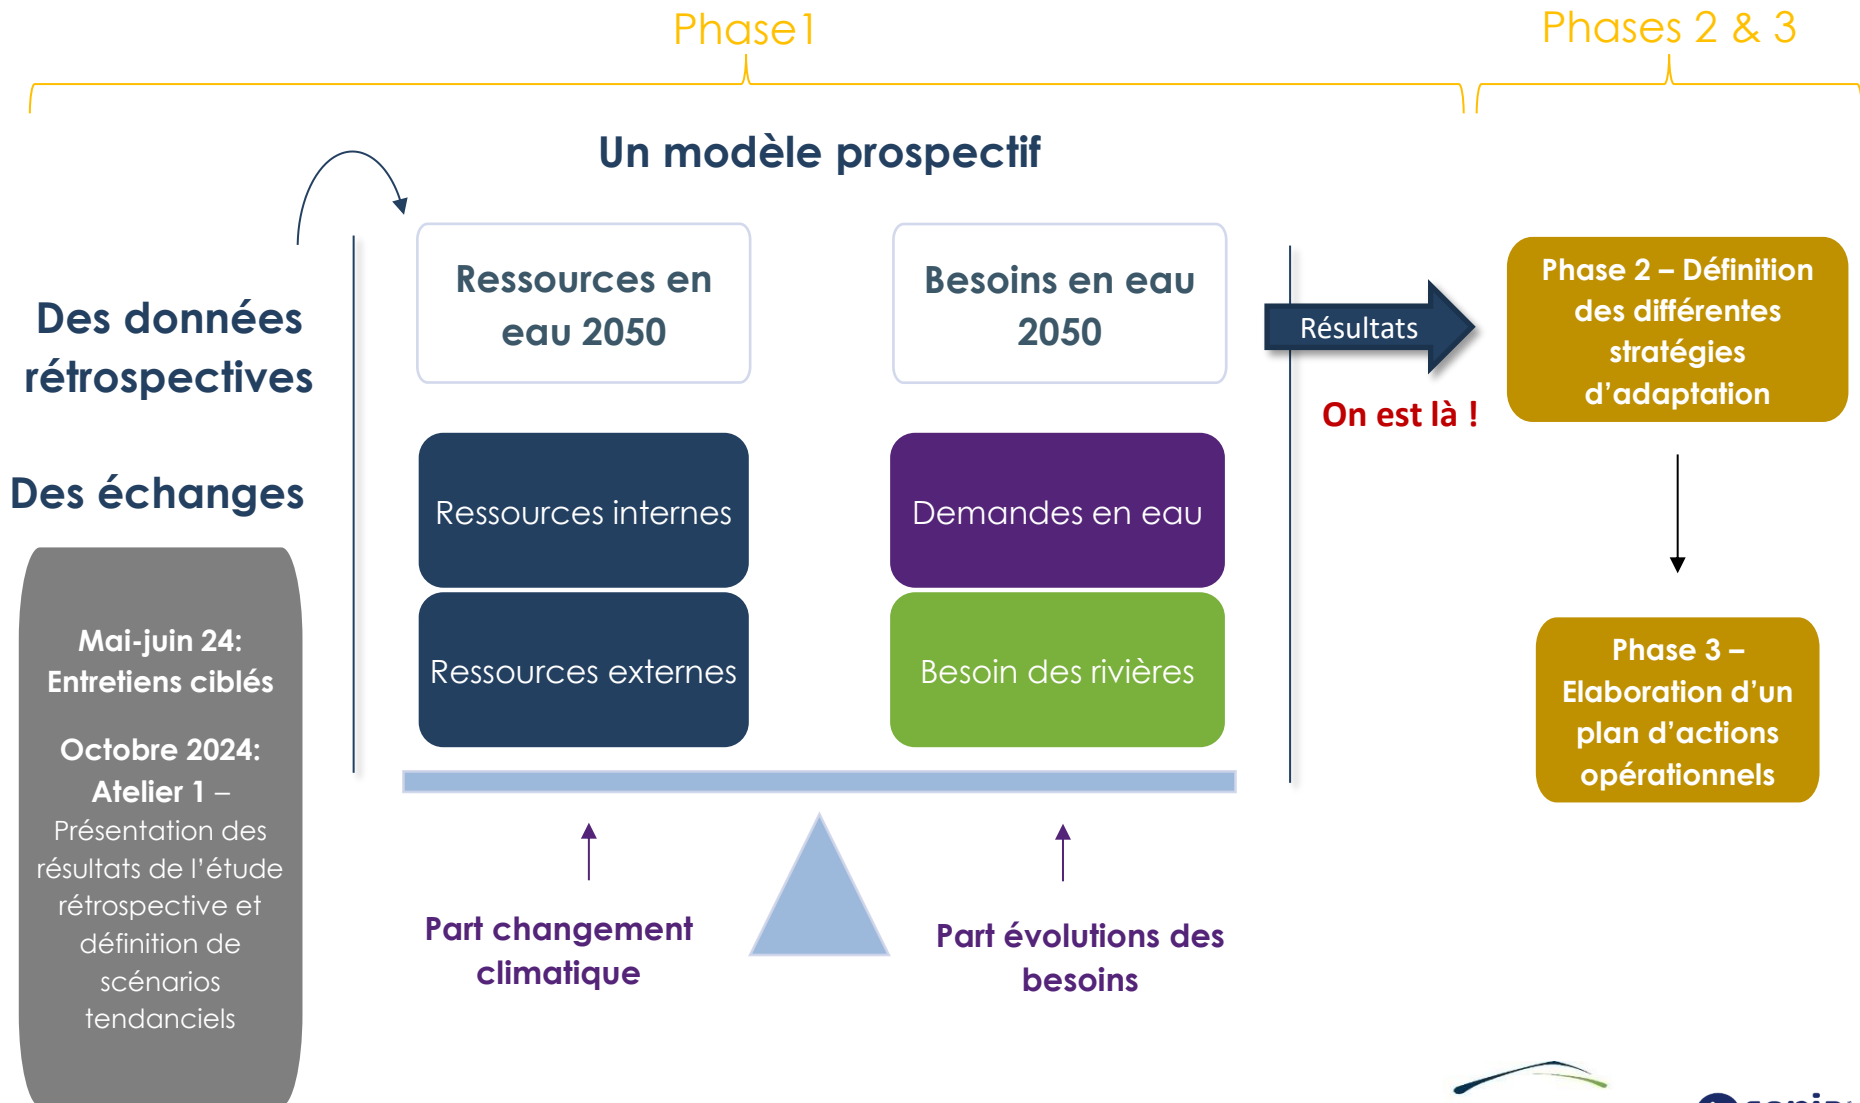 Phase1
Phases 2 & 3
Un modèle prospectif
Des données
rétrospectives
Des échanges
Mai-juin 24:
Entretiens ciblés
Octobre 2024:
Atelier 1 –
Présentation des
résultats de l’étude
rétrospective et
définition de
scénarios
tendanciels
Ressources en
eau 2050
Ressources internes
Ressources externes
Besoins en eau
2050
Demandes en eau
Besoin des rivières
Part changement
climatique
Part évolutions des
besoins
Résultats
On est là !
Phase 2 – Définition
des différentes
stratégies
d’adaptation
Phase 3 –
Elaboration d’un
plan d’actions
opérationnels